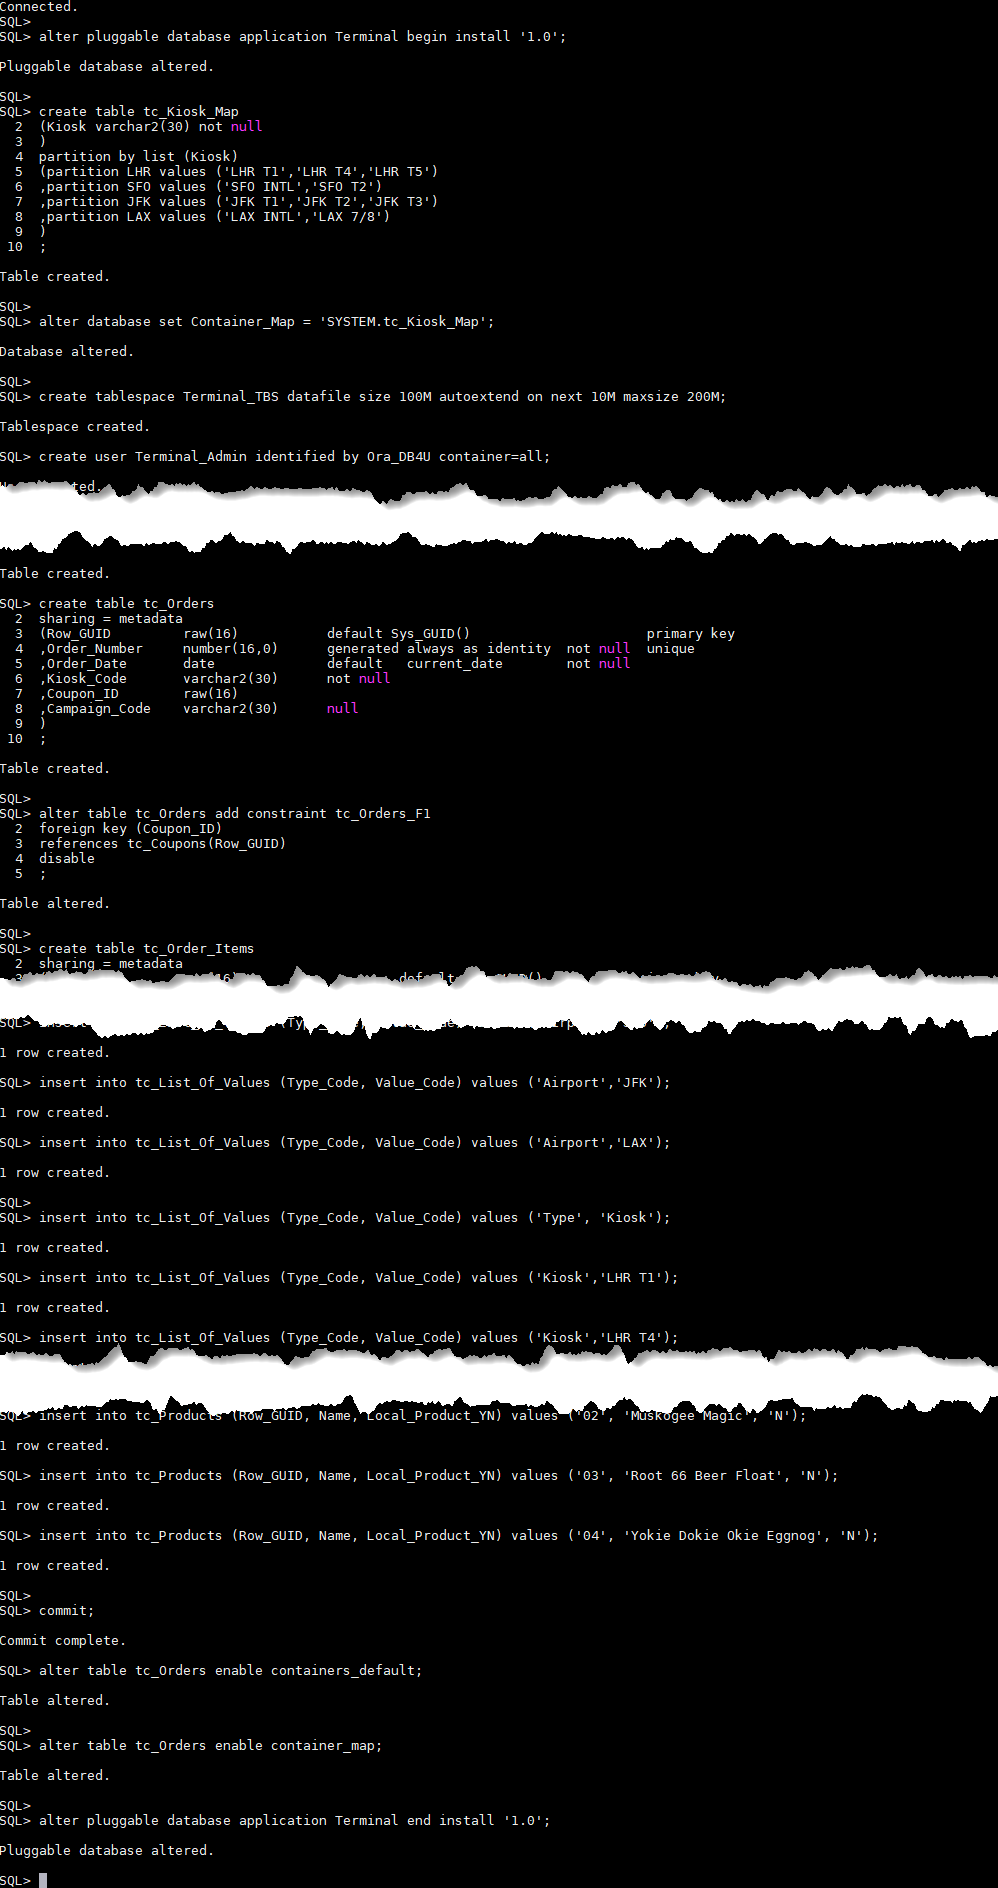 Connected.
SQL>
SQL> alter pluggable database application Terminal begin install '1.0';
Pluggable database altered.
SQL>
SQL> create table tc_Kiosk_Map
2 (Kiosk varchar2(30) not null
3 )
4 partition by list (Kiosk)
5 (partition LHR values ('LHR T1','LHR T4','LHR T5')
6 ,partition SFO values ('SFO INTL','SFO T2')
7 ,partition JFK values ('JFK T1','JFK T2','JFK T3')
8 ,partition LAX values ('LAX INTL','LAX 7/8')
9 )
10 ;
Table created.
SQL>
SQL> alter database set Container_Map = 'SYSTEM.tc_Kiosk_Map';
Database altered.
SQL>
SQL> create tablespace Terminal_TBS datafile size 100M autoextend on next 10M maxsize 200M;
Tablespace created.
SQL> create user Terminal_Admin identified by Ora_DB4U container=all;
Table created.
SQL> create table tc_Orders
2 sharing = metadata
3 (Row_GUID raw(16) default Sys_GUID() primary key
4 ,Order_Number number(16,0) generated always as identity not null unique
5 ,Order_Date date default current_date not null
6 ,Kiosk_Code varchar2(30) not null
7 ,Coupon_ID raw(16)
8 ,Campaign_Code varchar2(30) null
9 )
10 ;
Table created.
SQL>
SQL> alter table tc_Orders add constraint tc_Orders_F1
2 foreign key (Coupon_ID)
3 references tc_Coupons(Row_GUID)
4 disable
5 ;
Table altered.
SQL>
SQL> create table tc_Order_Items
2 sharing = metadata
SQL>
1 row created.
SQL> insert into tc_List_Of_Values (Type_Code, Value_Code) values ('Airport','JFK');
1 row created.
SQL> insert into tc_List_Of_Values (Type_Code, Value_Code) values ('Airport','LAX');
1 row created.
SQL>
SQL> insert into tc_List_Of_Values (Type_Code, Value_Code) values ('Type', 'Kiosk');
1 row created.
SQL> insert into tc_List_Of_Values (Type_Code, Value_Code) values ('Kiosk','LHR T1');
1 row created.
SQL> insert into tc_List_Of_Values (Type_Code, Value_Code) values ('Kiosk','LHR T4');
SQL> insert into tc_Products (Row_GUID, Name, Local_Product_YN) values ('02', 'Muskogee Magic', 'N');
1 row created.
SQL> insert into tc_Products (Row_GUID, Name, Local_Product_YN) values ('03', 'Root 66 Beer Float', 'N');
1 row created.
SQL> insert into tc_Products (Row_GUID, Name, Local_Product_YN) values ('04', 'Yokie Dokie Okie Eggnog', 'N');
1 row created.
SQL>
SQL> commit;
Commit complete.
SQL> alter table tc_Orders enable containers_default;
Table altered.
SQL>
SQL> alter table tc_Orders enable container_map;
Table altered.
SQL>
SQL> alter pluggable database application Terminal end install '1.0';
Pluggable database altered.
SQL>